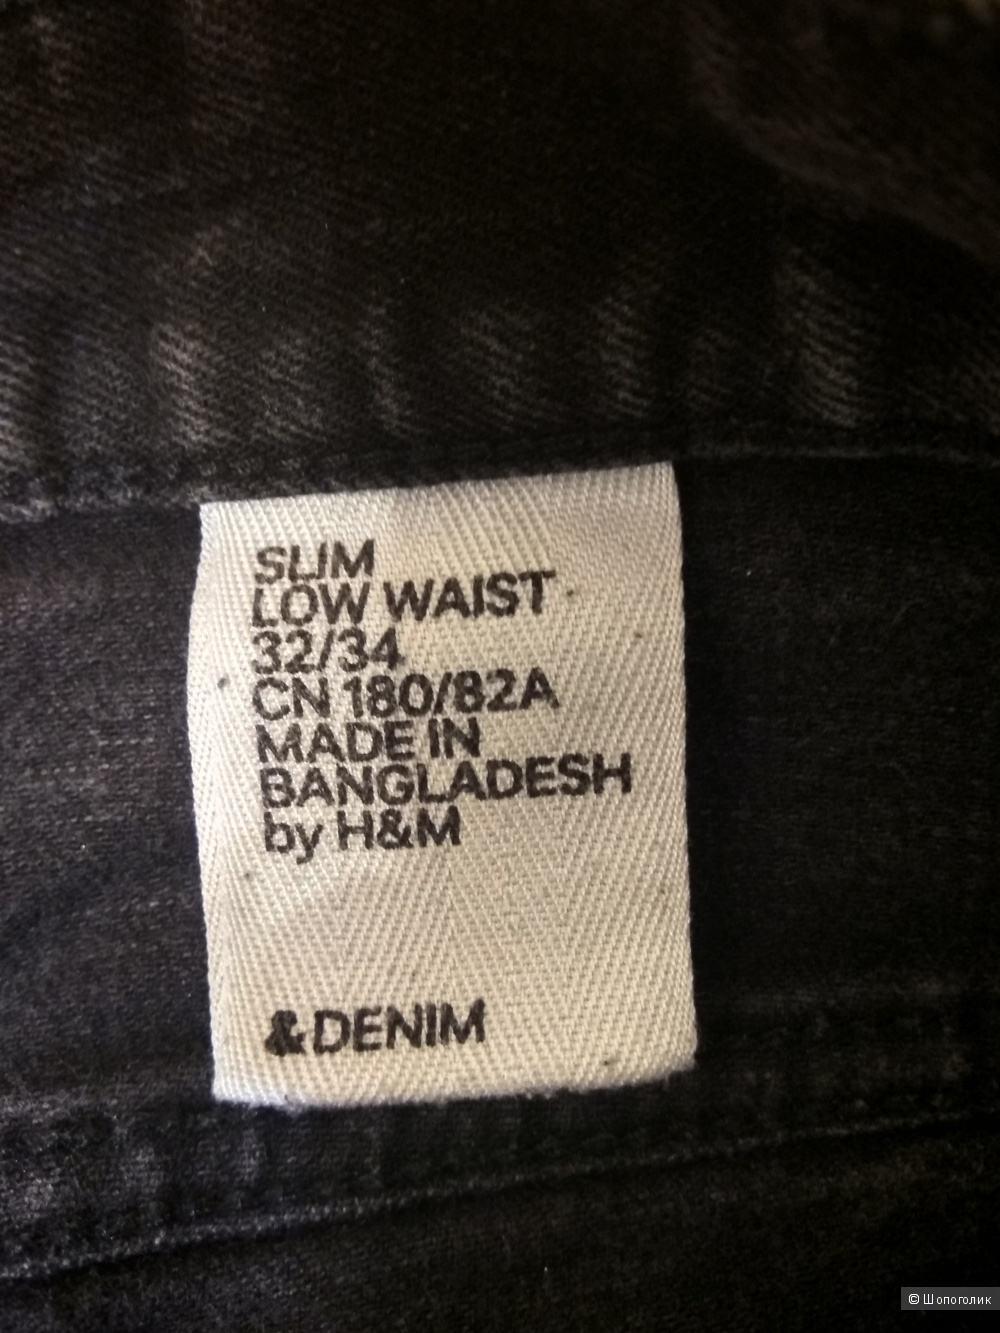 SLIM
LOW WAIST
32/34
CN 180/82A
MADE IN
BANGLADESH
by H&M
&DENIM
© Шопоголик